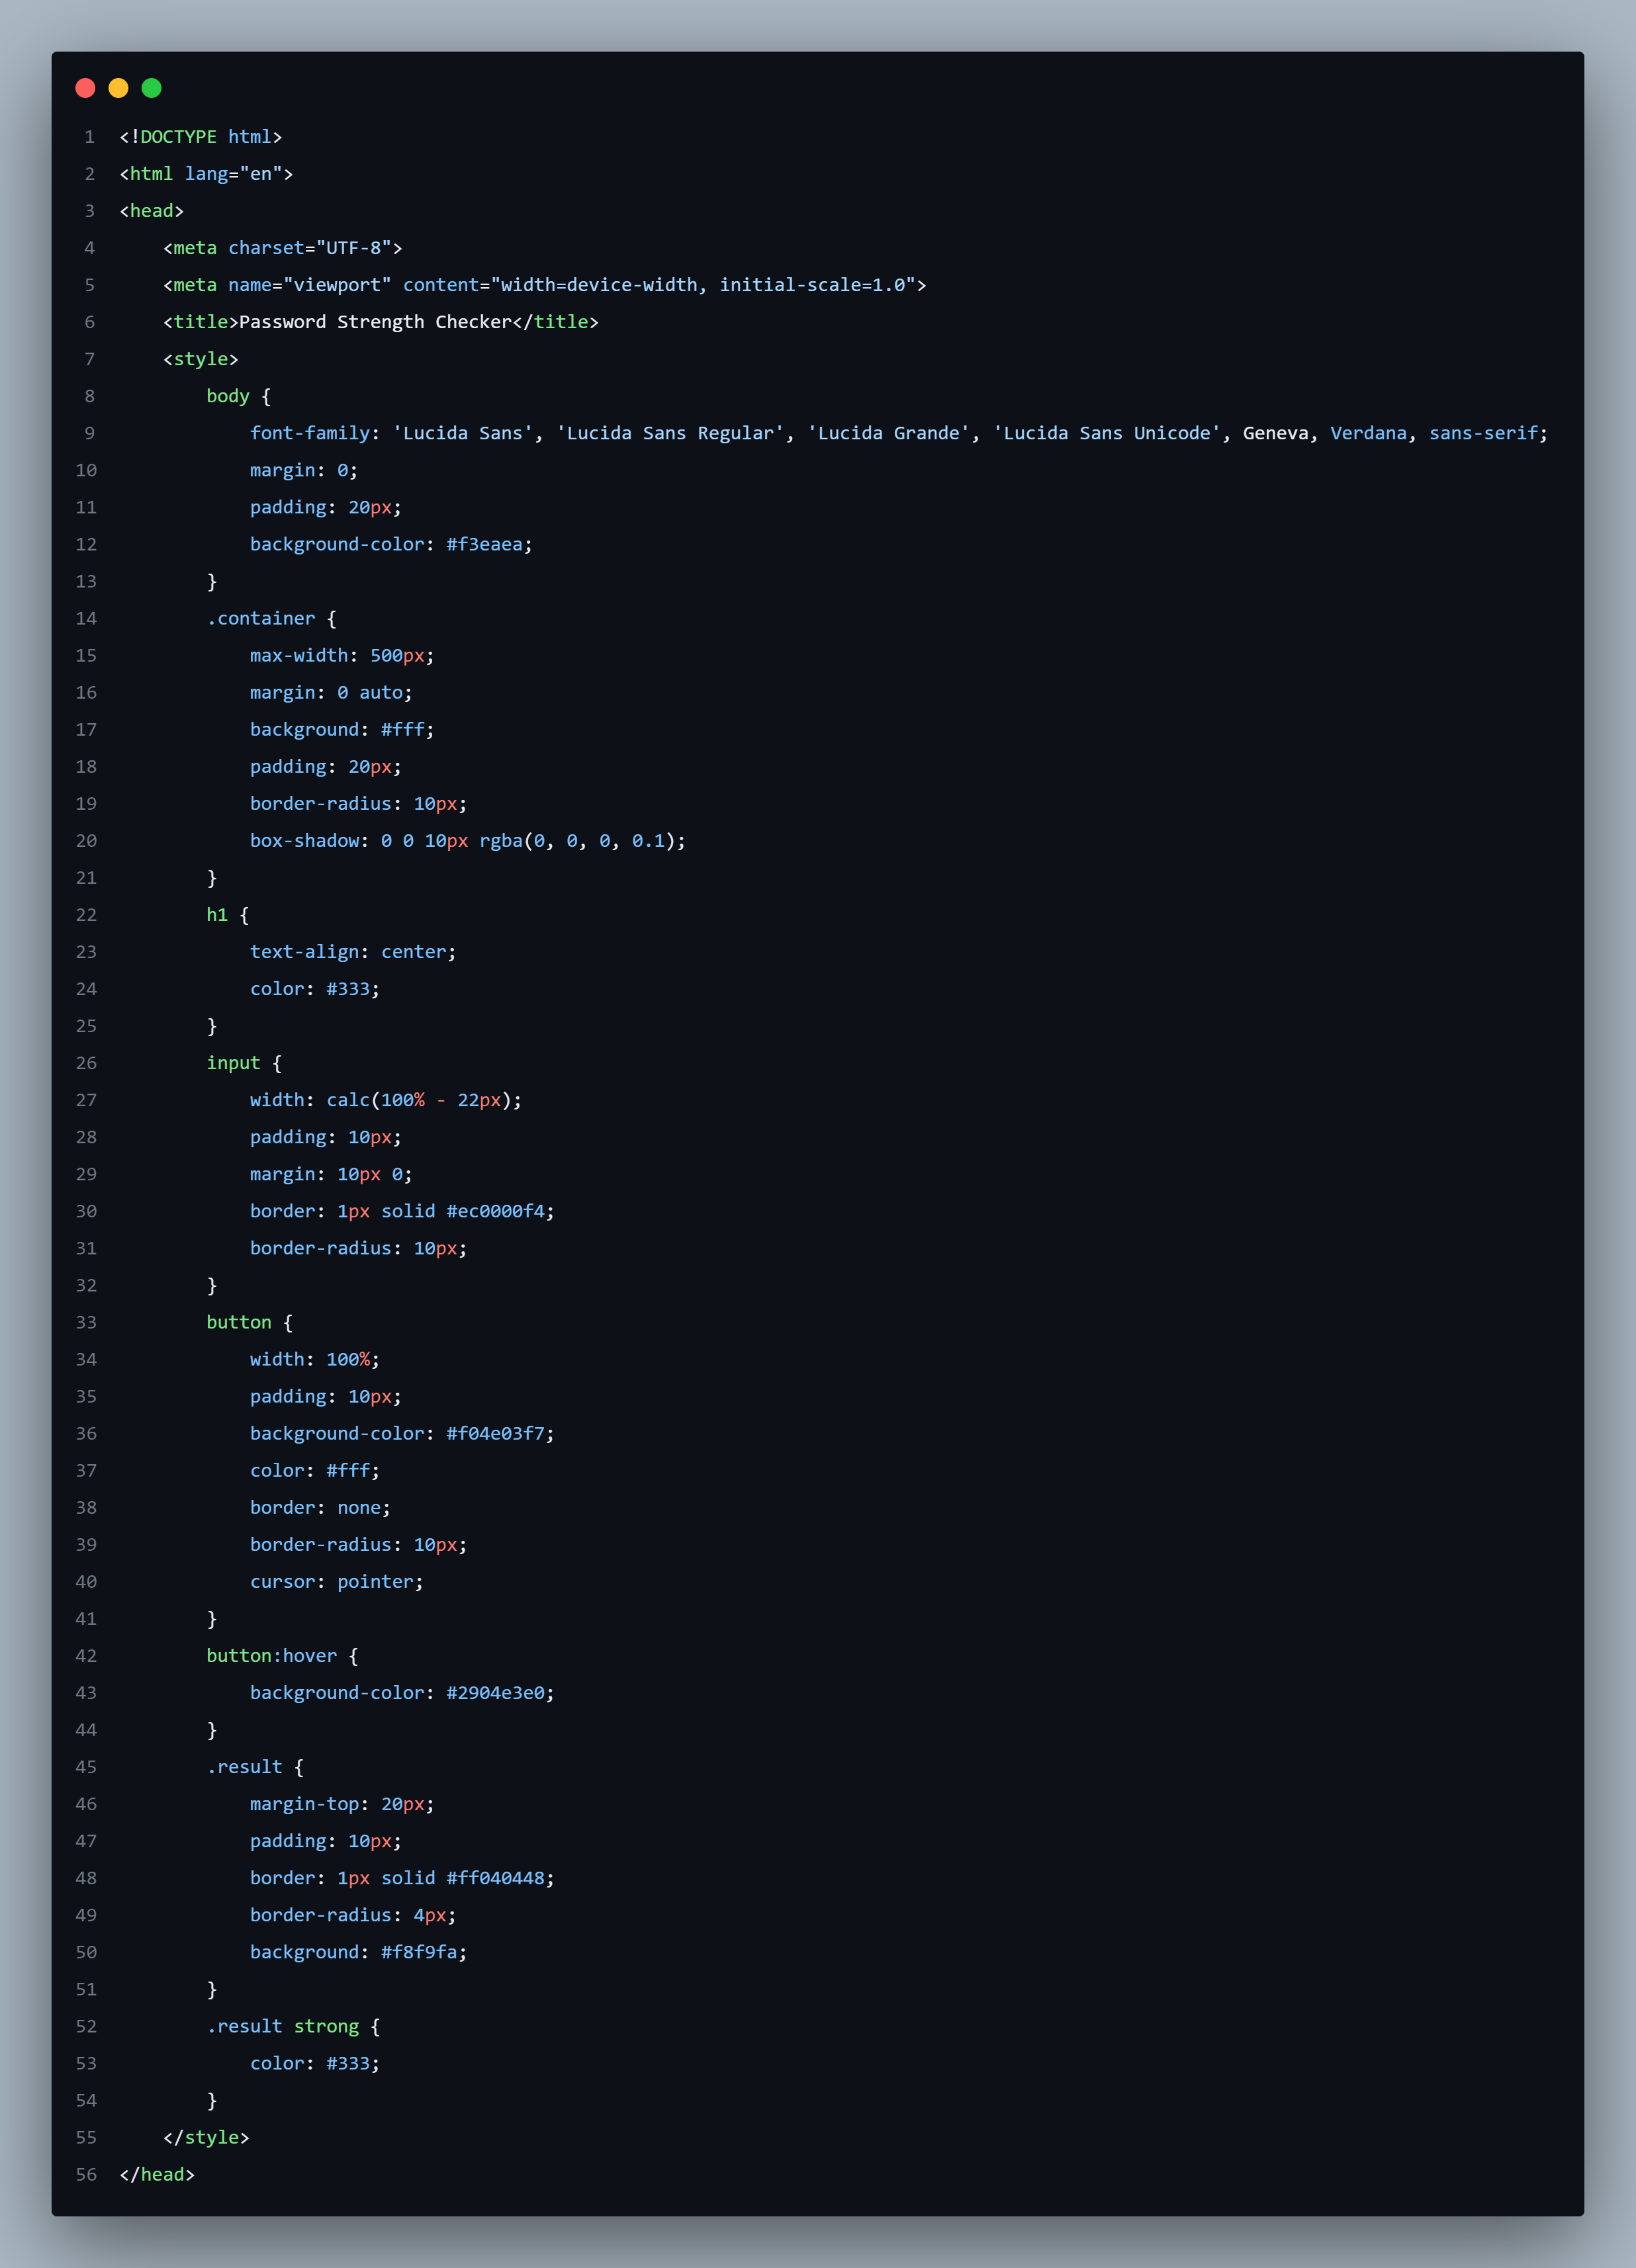 1 <!DOCTYPE html>
2 <html lang="en">
3 <head>
4     <meta charset="UTF-8">
5     <meta name="viewport" content="width=device-width, initial-scale=1.0">
6     <title>Password Strength Checker</title>
7     <style>
8         body {
9             font-family: 'Lucida Sans', 'Lucida Sans Regular', 'Lucida Grande', 'Lucida Sans Unicode', Geneva, Verdana, sans-serif;
10             margin: 0;
11             padding: 20px;
12             background-color: #f3eaea;
13         }
14         .container {
15             max-width: 500px;
16             margin: 0 auto;
17             background: #fff;
18             padding: 20px;
19             border-radius: 10px;
20             box-shadow: 0 0 10px rgba(0, 0, 0, 0.1);
21         }
22         h1 {
23             text-align: center;
24             color: #333;
25         }
26         input {
27             width: calc(100% - 22px);
28             padding: 10px;
29             margin: 10px 0;
30             border: 1px solid #ec0000f4;
31             border-radius: 10px;
32         }
33         button {
34             width: 100%;
35             padding: 10px;
36             background-color: #f04e03f7;
37             color: #fff;
38             border: none;
39             border-radius: 10px;
40             cursor: pointer;
41         }
42         button:hover {
43             background-color: #2904e3e0;
44         }
45         .result {
46             margin-top: 20px;
47             padding: 10px;
48             border: 1px solid #ff040448;
49             border-radius: 4px;
50             background: #f8f9fa;
51         }
52         .result strong {
53             color: #333;
54         }
55     </style>
56 </head>